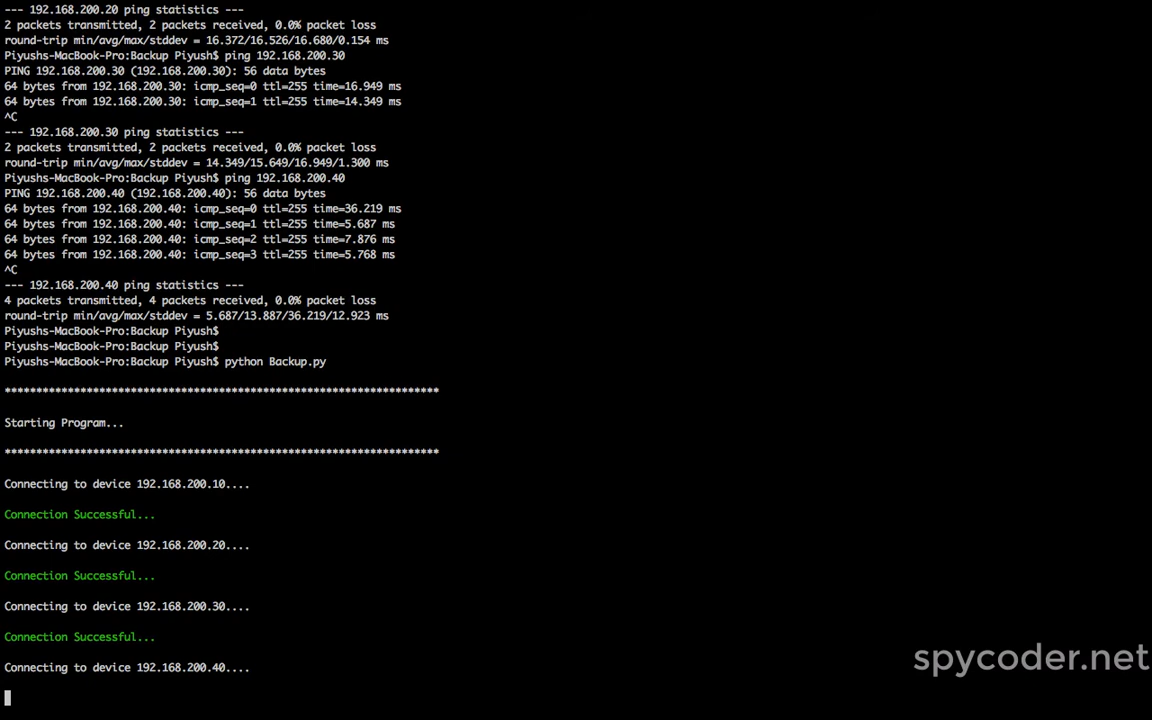 --- 192.168.200.20 ping statistics ---
2 packets transmitted, 2 packets received, 0.0% packet loss
round-trip min/avg/max/stddev = 16.372/16.526/16.680/0.154 ms
Piyushs-MacBook-Pro:Backup Piyush$ ping 192.168.200.30
PING 192.168.200.30 (192.168.200.30): 56 data bytes
64 bytes from 192.168.200.30: icmp_seq=0 ttl=255 time=16.949 ms
64 bytes from 192.168.200.30: icmp_seq=1 ttl=255 time=14.349 ms
^C
--- 192.168.200.30 ping statistics ---
2 packets transmitted, 2 packets received, 0.0% packet loss
round-trip min/avg/max/stddev = 14.349/15.649/16.949/1.300 ms
Piyushs-MacBook-Pro:Backup Piyush$ ping 192.168.200.40
PING 192.168.200.40 (192.168.200.40): 56 data bytes
64 bytes from 192.168.200.40: icmp_seq=0 ttl=255 time=36.219 ms
64 bytes from 192.168.200.40: icmp_seq=1 ttl=255 time=5.687 ms
64 bytes from 192.168.200.40: icmp_seq=2 ttl=255 time=7.876 ms
64 bytes from 192.168.200.40: icmp_seq=3 ttl=255 time=5.768 ms
^C
--- 192.168.200.40 ping statistics ---
4 packets transmitted, 4 packets received, 0.0% packet loss
round-trip min/avg/max/stddev = 5.687/13.887/36.219/12.923 ms
Piyushs-MacBook-Pro:Backup Piyush$
Piyushs-MacBook-Pro:Backup Piyush$
Piyushs-MacBook-Pro:Backup Piyush$ python Backup.py
*********************************************************************
Starting Program...
*********************************************************************
Connecting to device 192.168.200.10....
Connection Successful...
Connecting to device 192.168.200.20....
Connection Successful...
Connecting to device 192.168.200.30....
Connection Successful...
Connecting to device 192.168.200.40....
spycoder.net